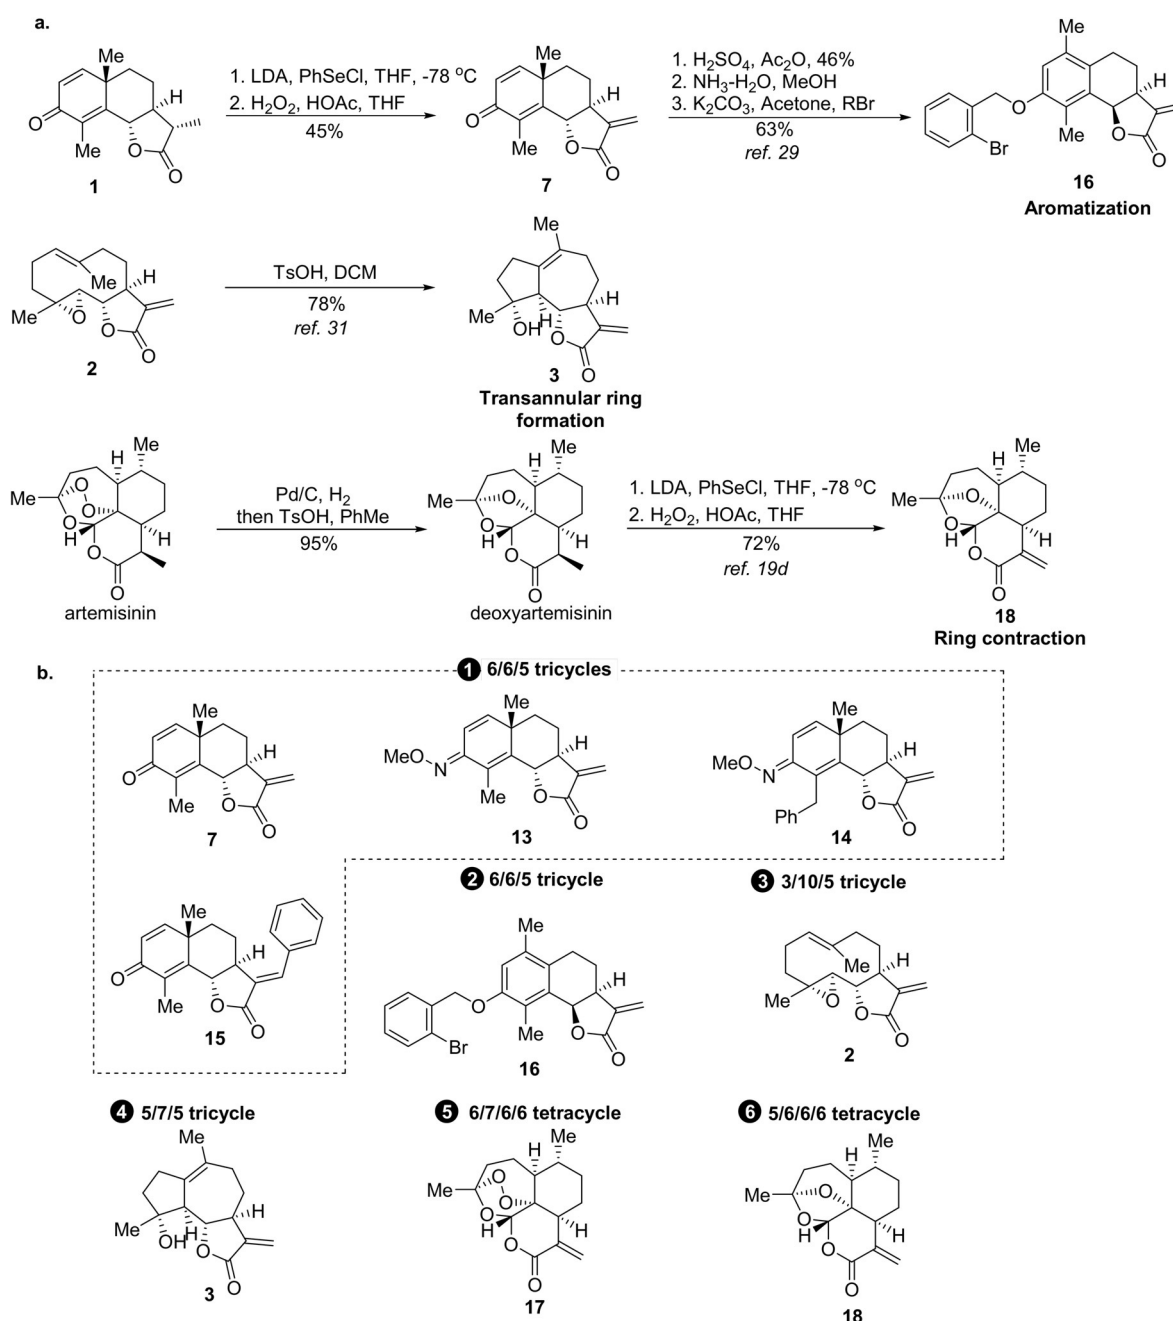 a.
Me
O
Me
H
O
O
1
1. LDA, PhSeCl, THF, -78 °C
2. H₂O₂, HOAc, THF
45%
Me
O
Me
H
O
O
7
1. H₂SO₄, Ac₂O, 46%
2. NH₃-H₂O, MeOH
3. K₂CO₃, Acetone, RBr
63%
ref. 29
Me
O
Br
Me
H
O
O
16
Aromatization
Me
Me
O
H
O
O
2
TsOH, DCM
78%
ref. 31
Me
Me
OH
H
H
O
O
3
Transannular ring
formation
Me
H
Me
O
O
O
H
H
O
O
artemisinin
Pd/C, H₂
then TsOH, PhMe
95%
Me
H
Me
O
O
H
H
O
O
deoxyartemisinin
1. LDA, PhSeCl, THF, -78 °C
2. H₂O₂, HOAc, THF
72%
ref. 19d
Me
H
Me
O
O
H
H
O
O
18
Ring contraction
b.
1 6/6/5 tricycles
Me
O
Me
H
O
O
7
Me
MeO
N
Me
H
O
O
13
Me
MeO
N
Ph
H
O
O
14
Me
O
Me
H
O
O
15
2 6/6/5 tricycle
Me
O
Br
Me
H
O
O
16
3 3/10/5 tricycle
Me
Me
O
H
O
O
2
4 5/7/5 tricycle
Me
Me
OH
H
H
O
O
3
5 6/7/6/6 tetracycle
Me
H
Me
O
O
O
H
H
O
O
17
6 5/6/6/6 tetracycle
Me
H
Me
O
O
H
H
O
O
18